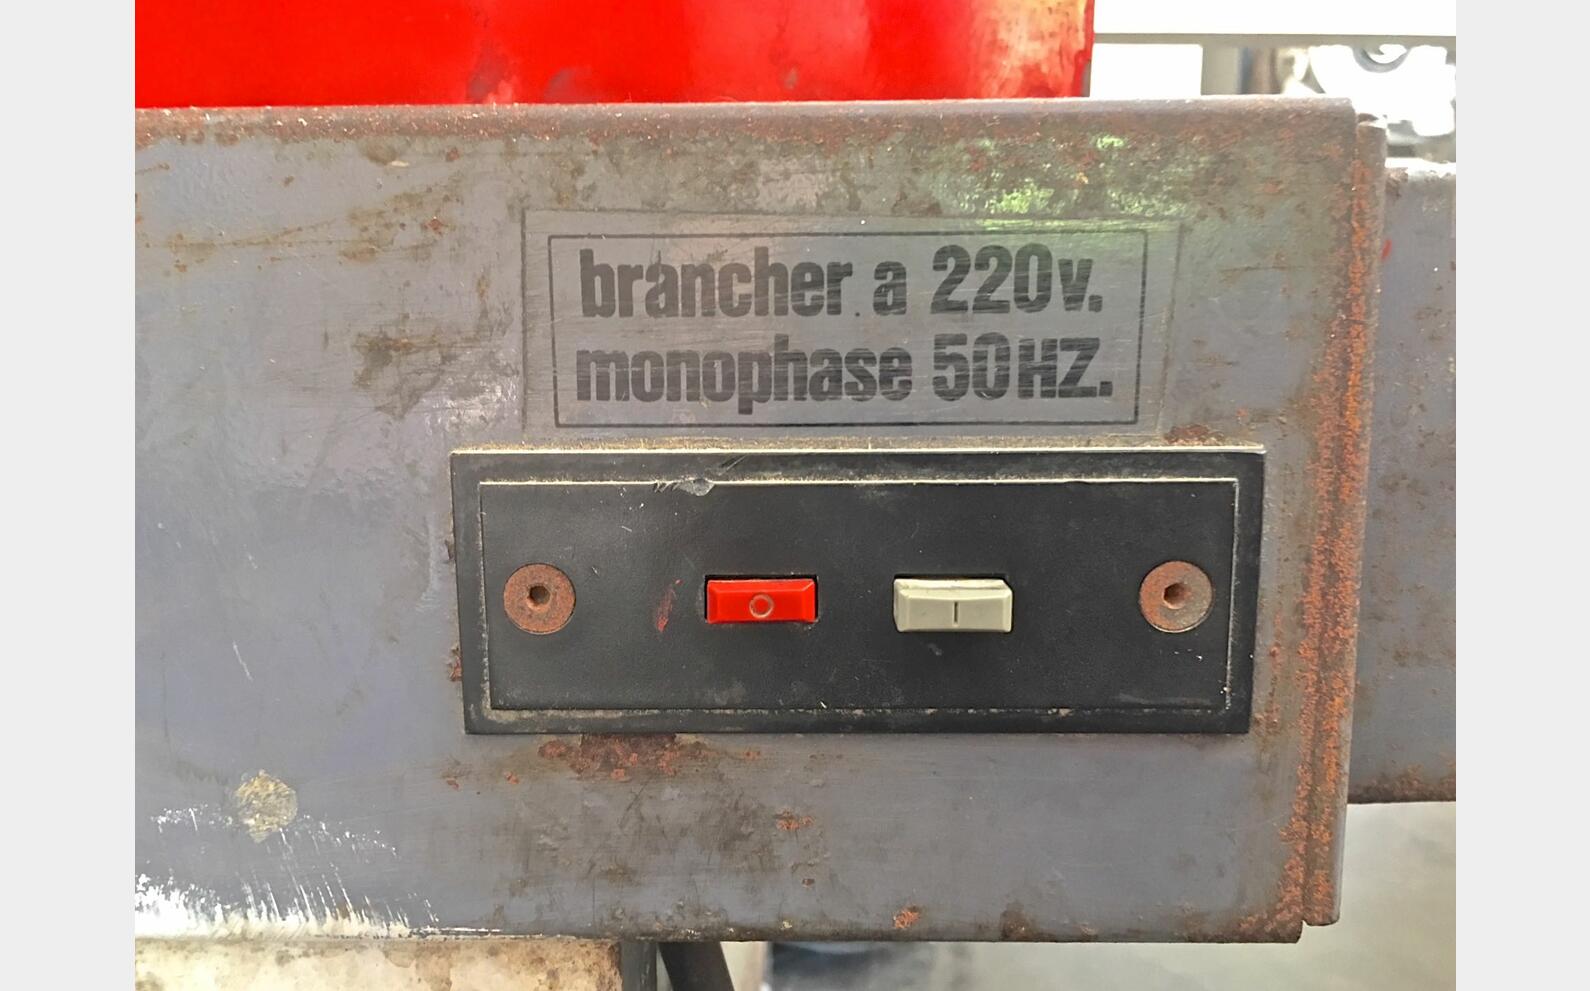 brancher a 220v.
monophase 50HZ.
O I